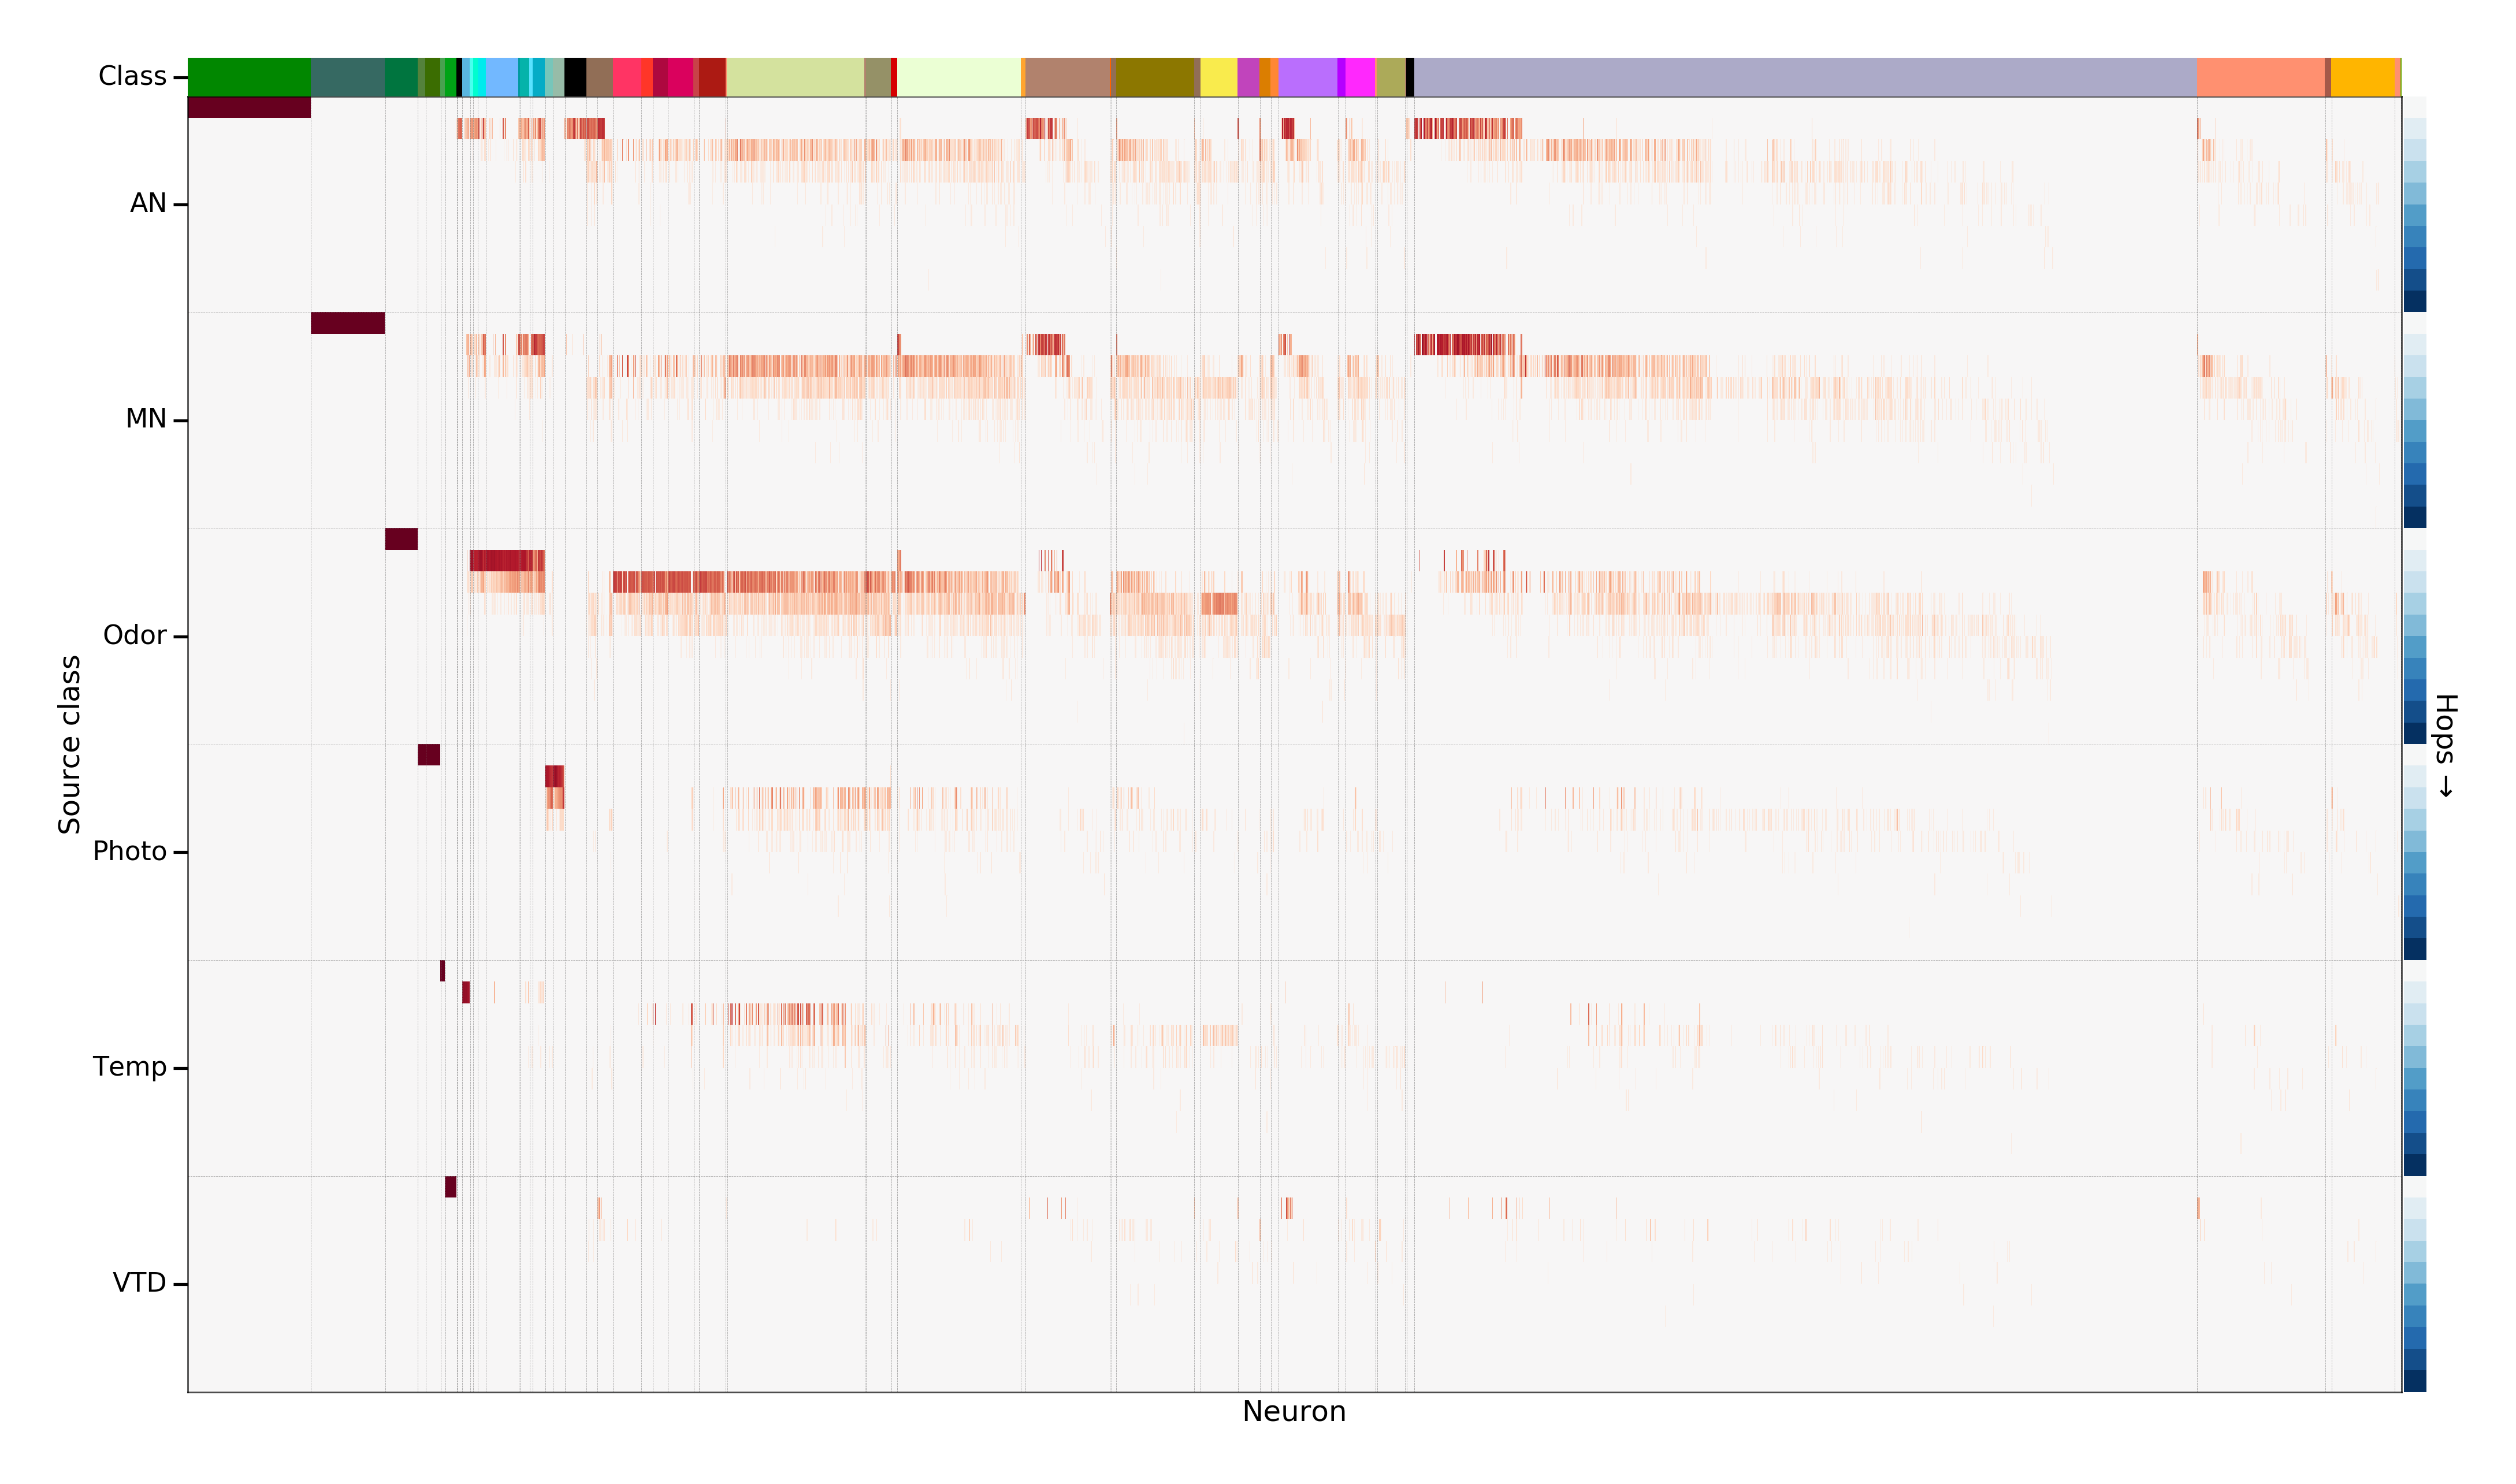 Class
AN
MN
Odor
Photo
Temp
VTD
Source class
Neuron
Hops →